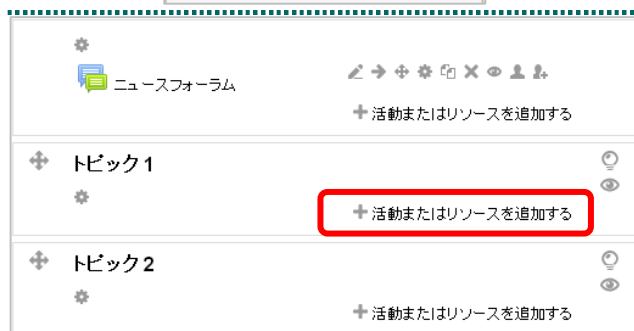 ニュースフォーラム
活動またはリソースを追加する
トピック1
活動またはリソースを追加する
トピック2
活動またはリソースを追加する